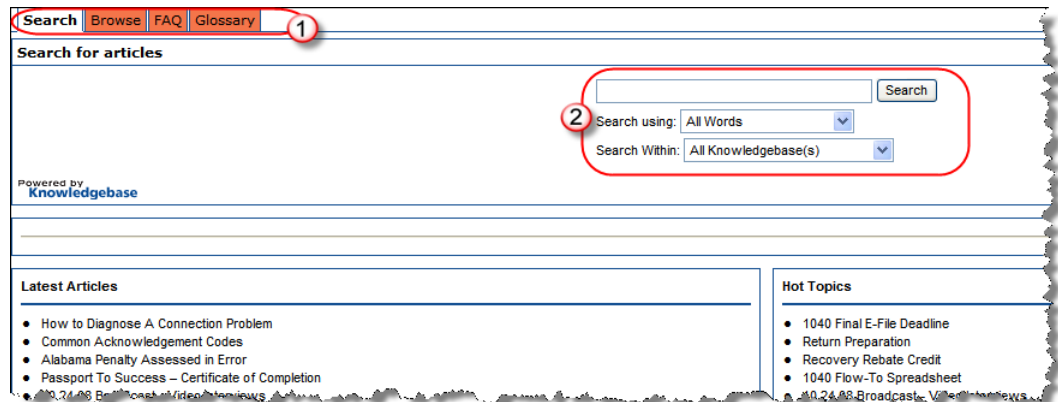 Search Browse FAQ Glossary
1
Search for articles
Search
2
Search using: All Words
Search Within: All Knowledgebase(s)
Powered by
Knowledgebase
Latest Articles
• How to Diagnose A Connection Problem
• Common Acknowledgement Codes
• Alabama Penalty Assessed in Error
• Passport To Success – Certificate of Completion
Hot Topics
• 1040 Final E-File Deadline
• Return Preparation
• Recovery Rebate Credit
• 1040 Flow-To Spreadsheet